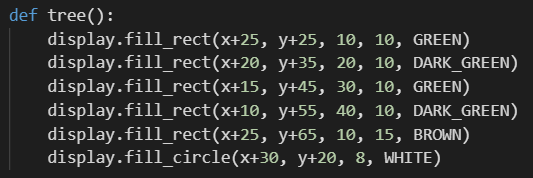 def tree():
    display.fill_rect(x+25, y+25, 10, 10, GREEN)
    display.fill_rect(x+20, y+35, 20, 10, DARK_GREEN)
    display.fill_rect(x+15, y+45, 30, 10, GREEN)
    display.fill_rect(x+10, y+55, 40, 10, DARK_GREEN)
    display.fill_rect(x+25, y+65, 10, 15, BROWN)
    display.fill_circle(x+30, y+20, 8, WHITE)